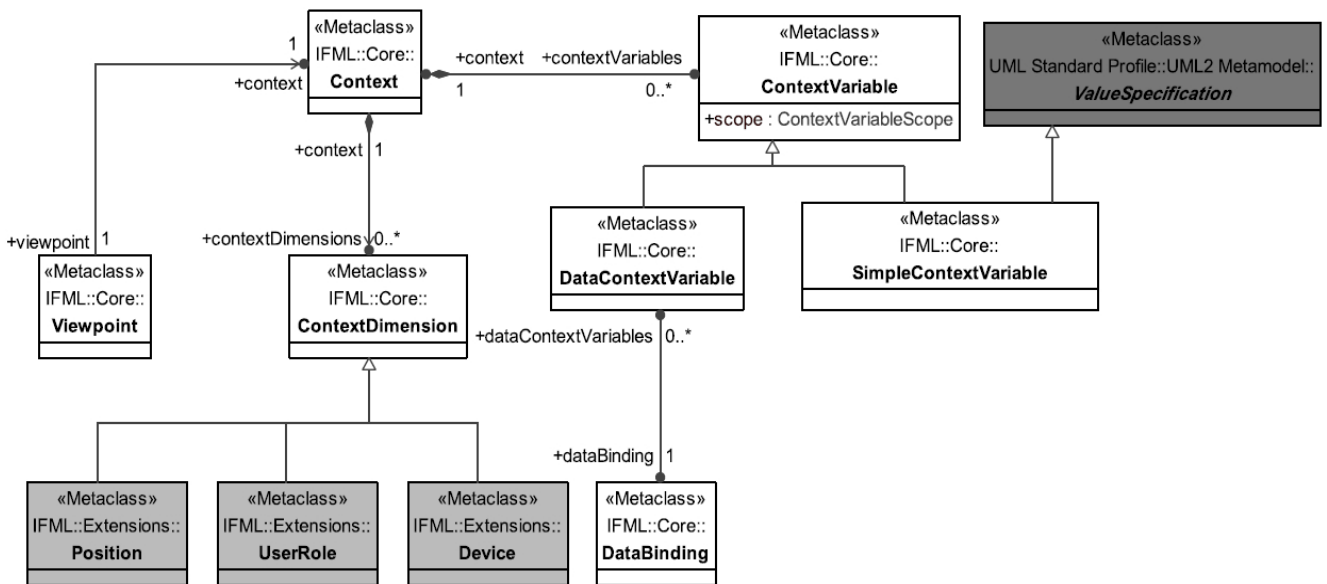 «Metaclass»
IFML::Core::
Context
1
+context
+context
1
+contextVariables
0..*
«Metaclass»
IFML::Core::
ContextVariable
+scope : ContextVariableScope
«Metaclass»
UML Standard Profile::UML2 Metamodel::
ValueSpecification
+context
1
+viewpoint
1
+contextDimensions
0..*
«Metaclass»
IFML::Core::
Viewpoint
«Metaclass»
IFML::Core::
ContextDimension
«Metaclass»
IFML::Core::
DataContextVariable
«Metaclass»
IFML::Core::
SimpleContextVariable
+dataContextVariables
0..*
+dataBinding
1
«Metaclass»
IFML::Extensions::
Position
«Metaclass»
IFML::Extensions::
UserRole
«Metaclass»
IFML::Extensions::
Device
«Metaclass»
IFML::Core::
DataBinding